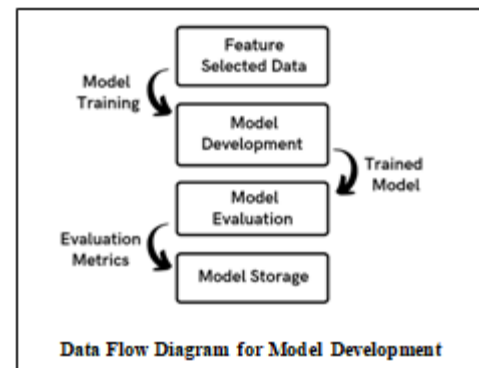 Feature
Selected Data
Model
Training
Model
Development
Trained
Model
Model
Evaluation
Evaluation
Metrics
Model Storage
Data Flow Diagram for Model Development